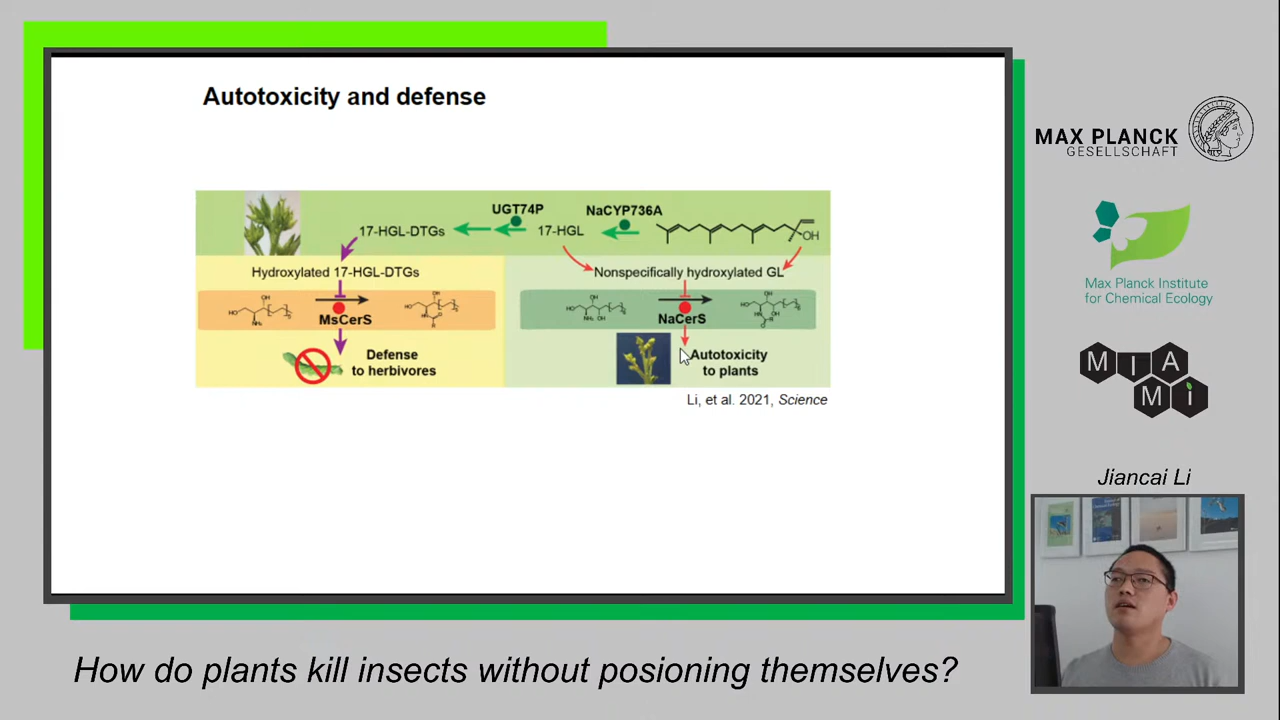 Autotoxicity and defense
UGT74P
NaCYP736A
17-HGL-DTGs
17-HGL
OH
Hydroxylated 17-HGL-DTGs
Nonspecifically hydroxylated GL
MsCerS
NaCerS
Defense
to herbivores
Autotoxicity
to plants
Li, et al. 2021, Science
MAX PLANCK
GESELLSCHAFT
Max Planck Institute
for Chemical Ecology
M I A
M i
Jiancai Li
How do plants kill insects without posioning themselves?